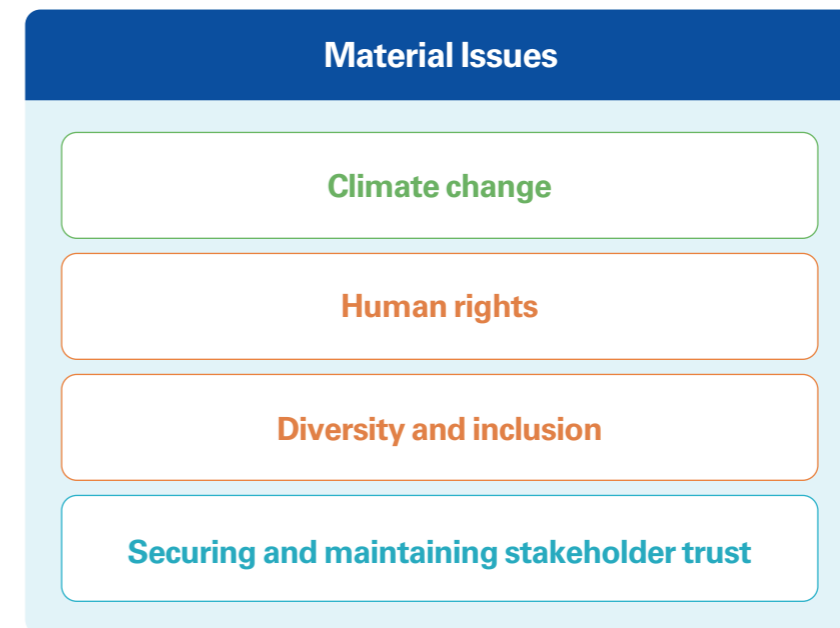 Material Issues
Climate change
Human rights
Diversity and inclusion
Securing and maintaining stakeholder trust